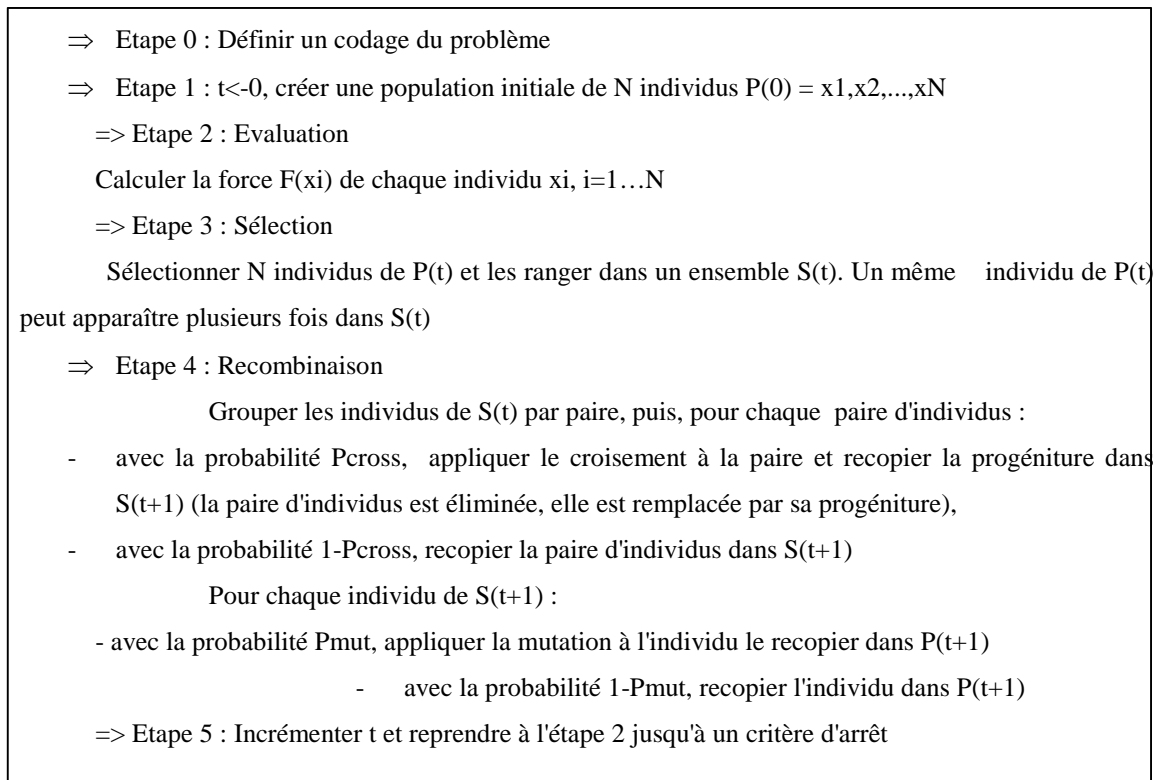 ⇒ Etape 0 : Définir un codage du problème
⇒ Etape 1 : t<-0, créer une population initiale de N individus P(0) = x1,x2,...,xN
=> Etape 2 : Evaluation
Calculer la force F(xi) de chaque individu xi, i=1…N
=> Etape 3 : Sélection
Sélectionner N individus de P(t) et les ranger dans un ensemble S(t). Un même individu de P(t)
peut apparaître plusieurs fois dans S(t)
⇒ Etape 4 : Recombinaison
Grouper les individus de S(t) par paire, puis, pour chaque paire d'individus :
- avec la probabilité Pcross, appliquer le croisement à la paire et recopier la progéniture dans
S(t+1) (la paire d'individus est éliminée, elle est remplacée par sa progéniture),
- avec la probabilité 1-Pcross, recopier la paire d'individus dans S(t+1)
Pour chaque individu de S(t+1) :
- avec la probabilité Pmut, appliquer la mutation à l'individu le recopier dans P(t+1)
- avec la probabilité 1-Pmut, recopier l'individu dans P(t+1)
=> Etape 5 : Incrémenter t et reprendre à l'étape 2 jusqu'à un critère d'arrêt